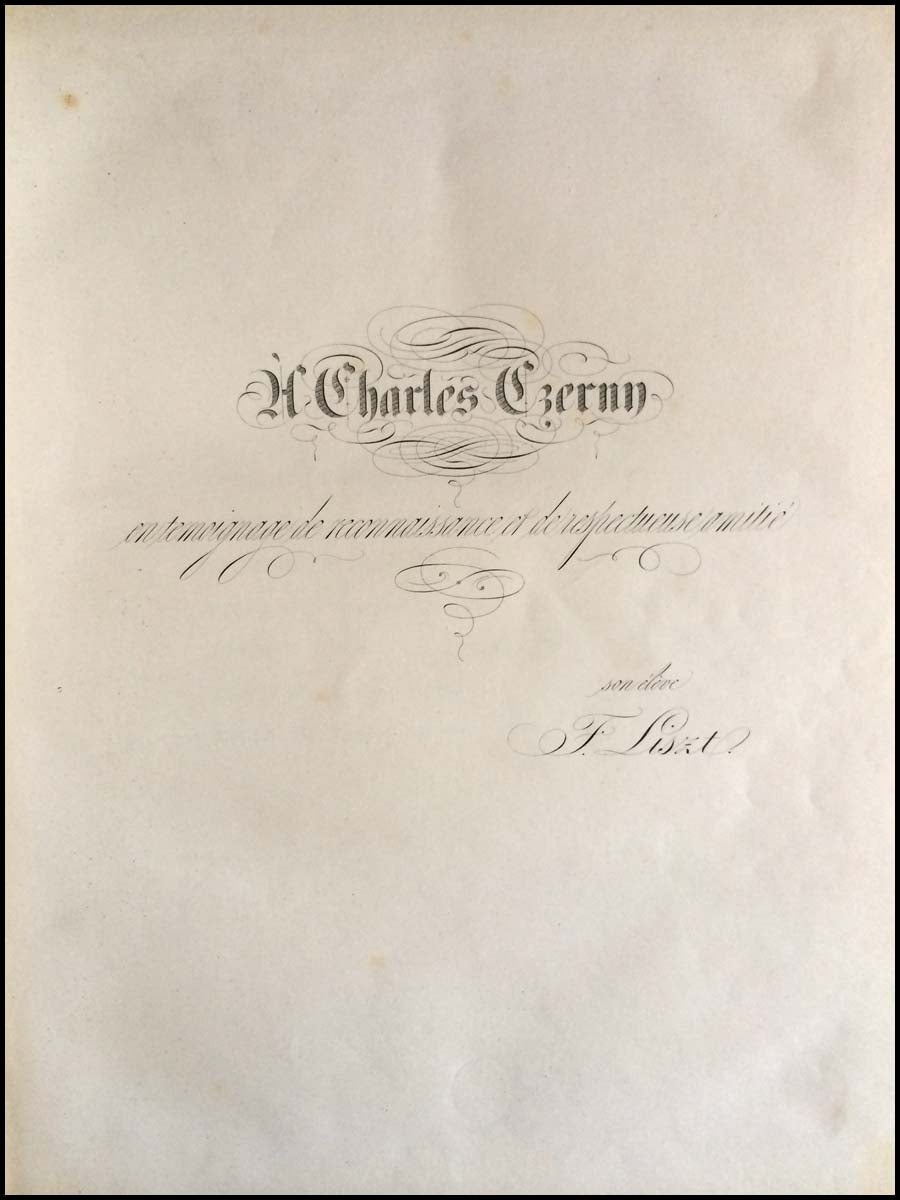 À Charles Czerny
en temoignage de reconnaissance et de respectueuse amitié
son élève
F. Liszt.